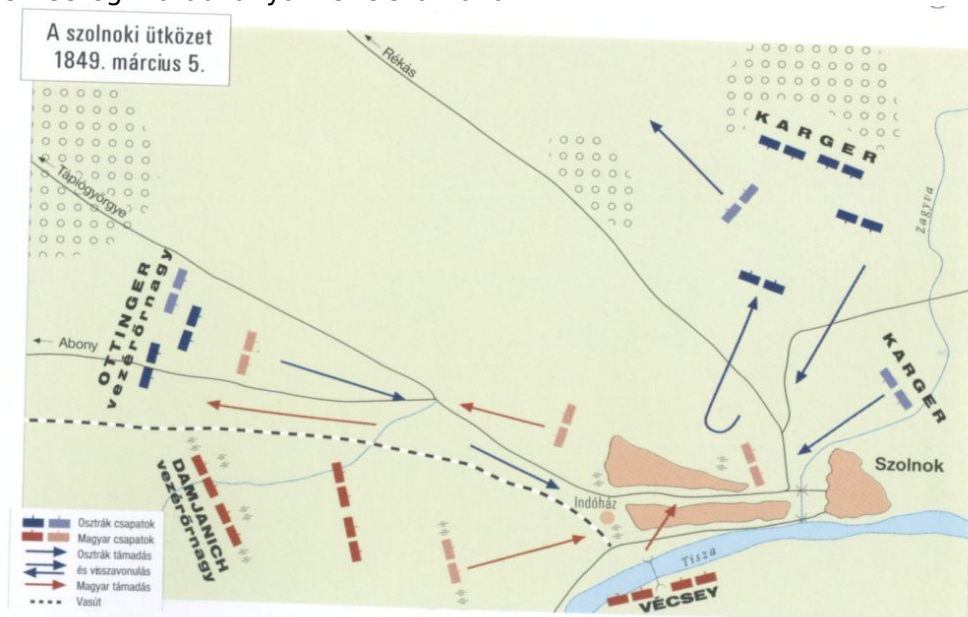 A szolnoki ütközet
1849. március 5.
Rékás
KARGER
Zagyva
Tápiógyörgye
OTTINGER
vezérőrnagy
Abony
KARGER
Szolnok
DAMJANICH
vezérőrnagy
Indóház
Tisza
VÉCSEY
Osztrák csapatok
Magyar csapatok
Osztrák támadás
és visszavonulás
Magyar támadás
Vasút